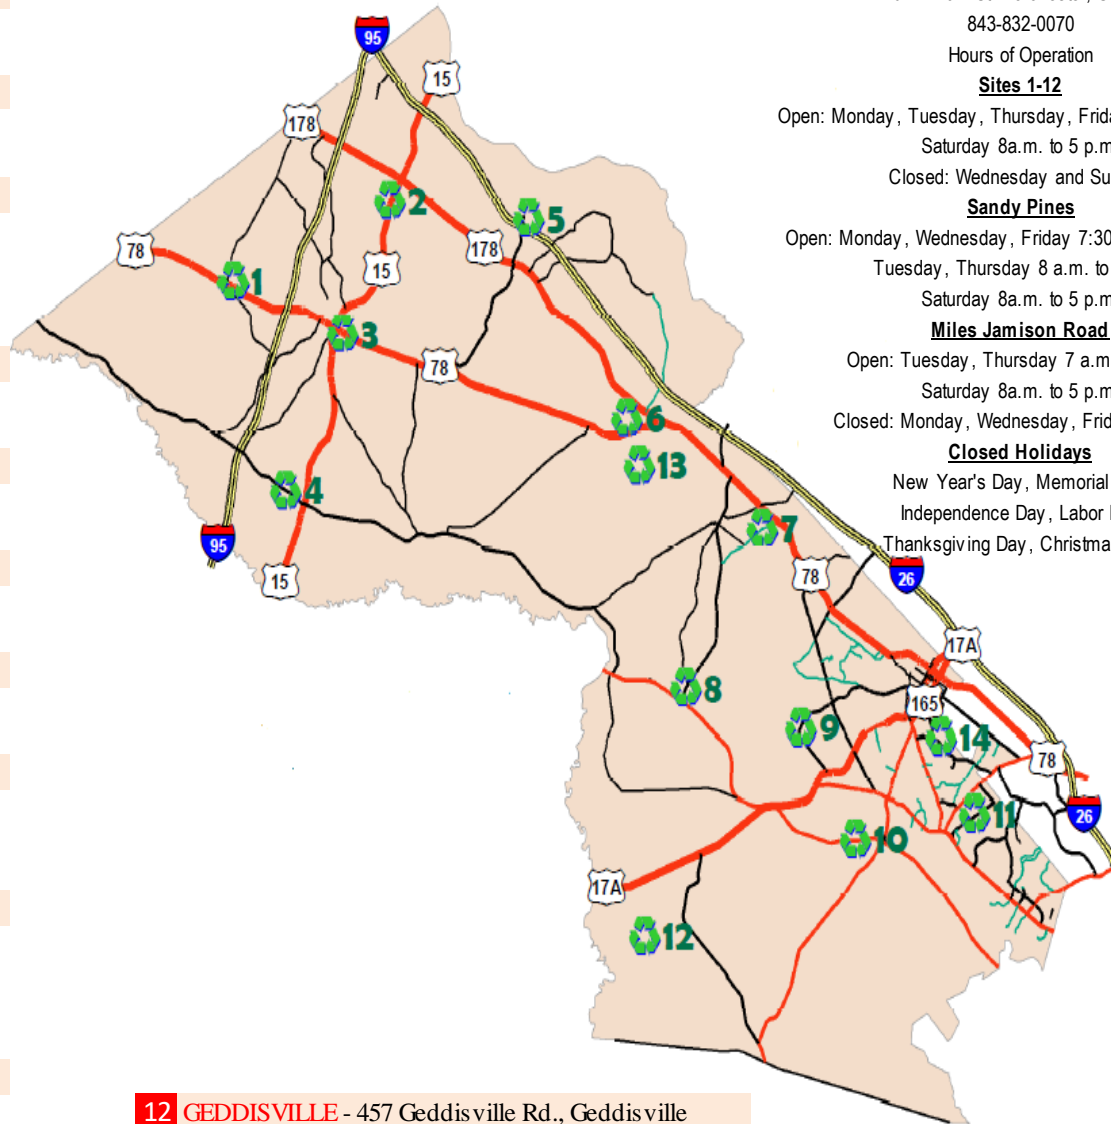 843-832-0070
Hours of Operation
Sites 1-12
Open: Monday, Tuesday, Thursday,
Saturday 8a.m. to 5
Closed: Wednesday and
Sandy Pines
Open: Monday, Wednesday, Friday 7:30
Tuesday, Thursday 8 a.m. to
Saturday 8a.m. to 5
Miles Jamison Road
Open: Tuesday, Thursday 7
Saturday 8a.m. to 5
Closed: Monday, Wednesday,
Closed Holidays
New Year's Day, Memorial
Independence Day, Labor
Thanksgiving Day,
95
15
178
2
5
178
78
1
15
3
78
6
13
4
7
95
15
78
26
17A
8
165
9
14
78
11
26
10
17A
12
12 GEDDISVILLE - 457 Geddisville Rd., Geddisville